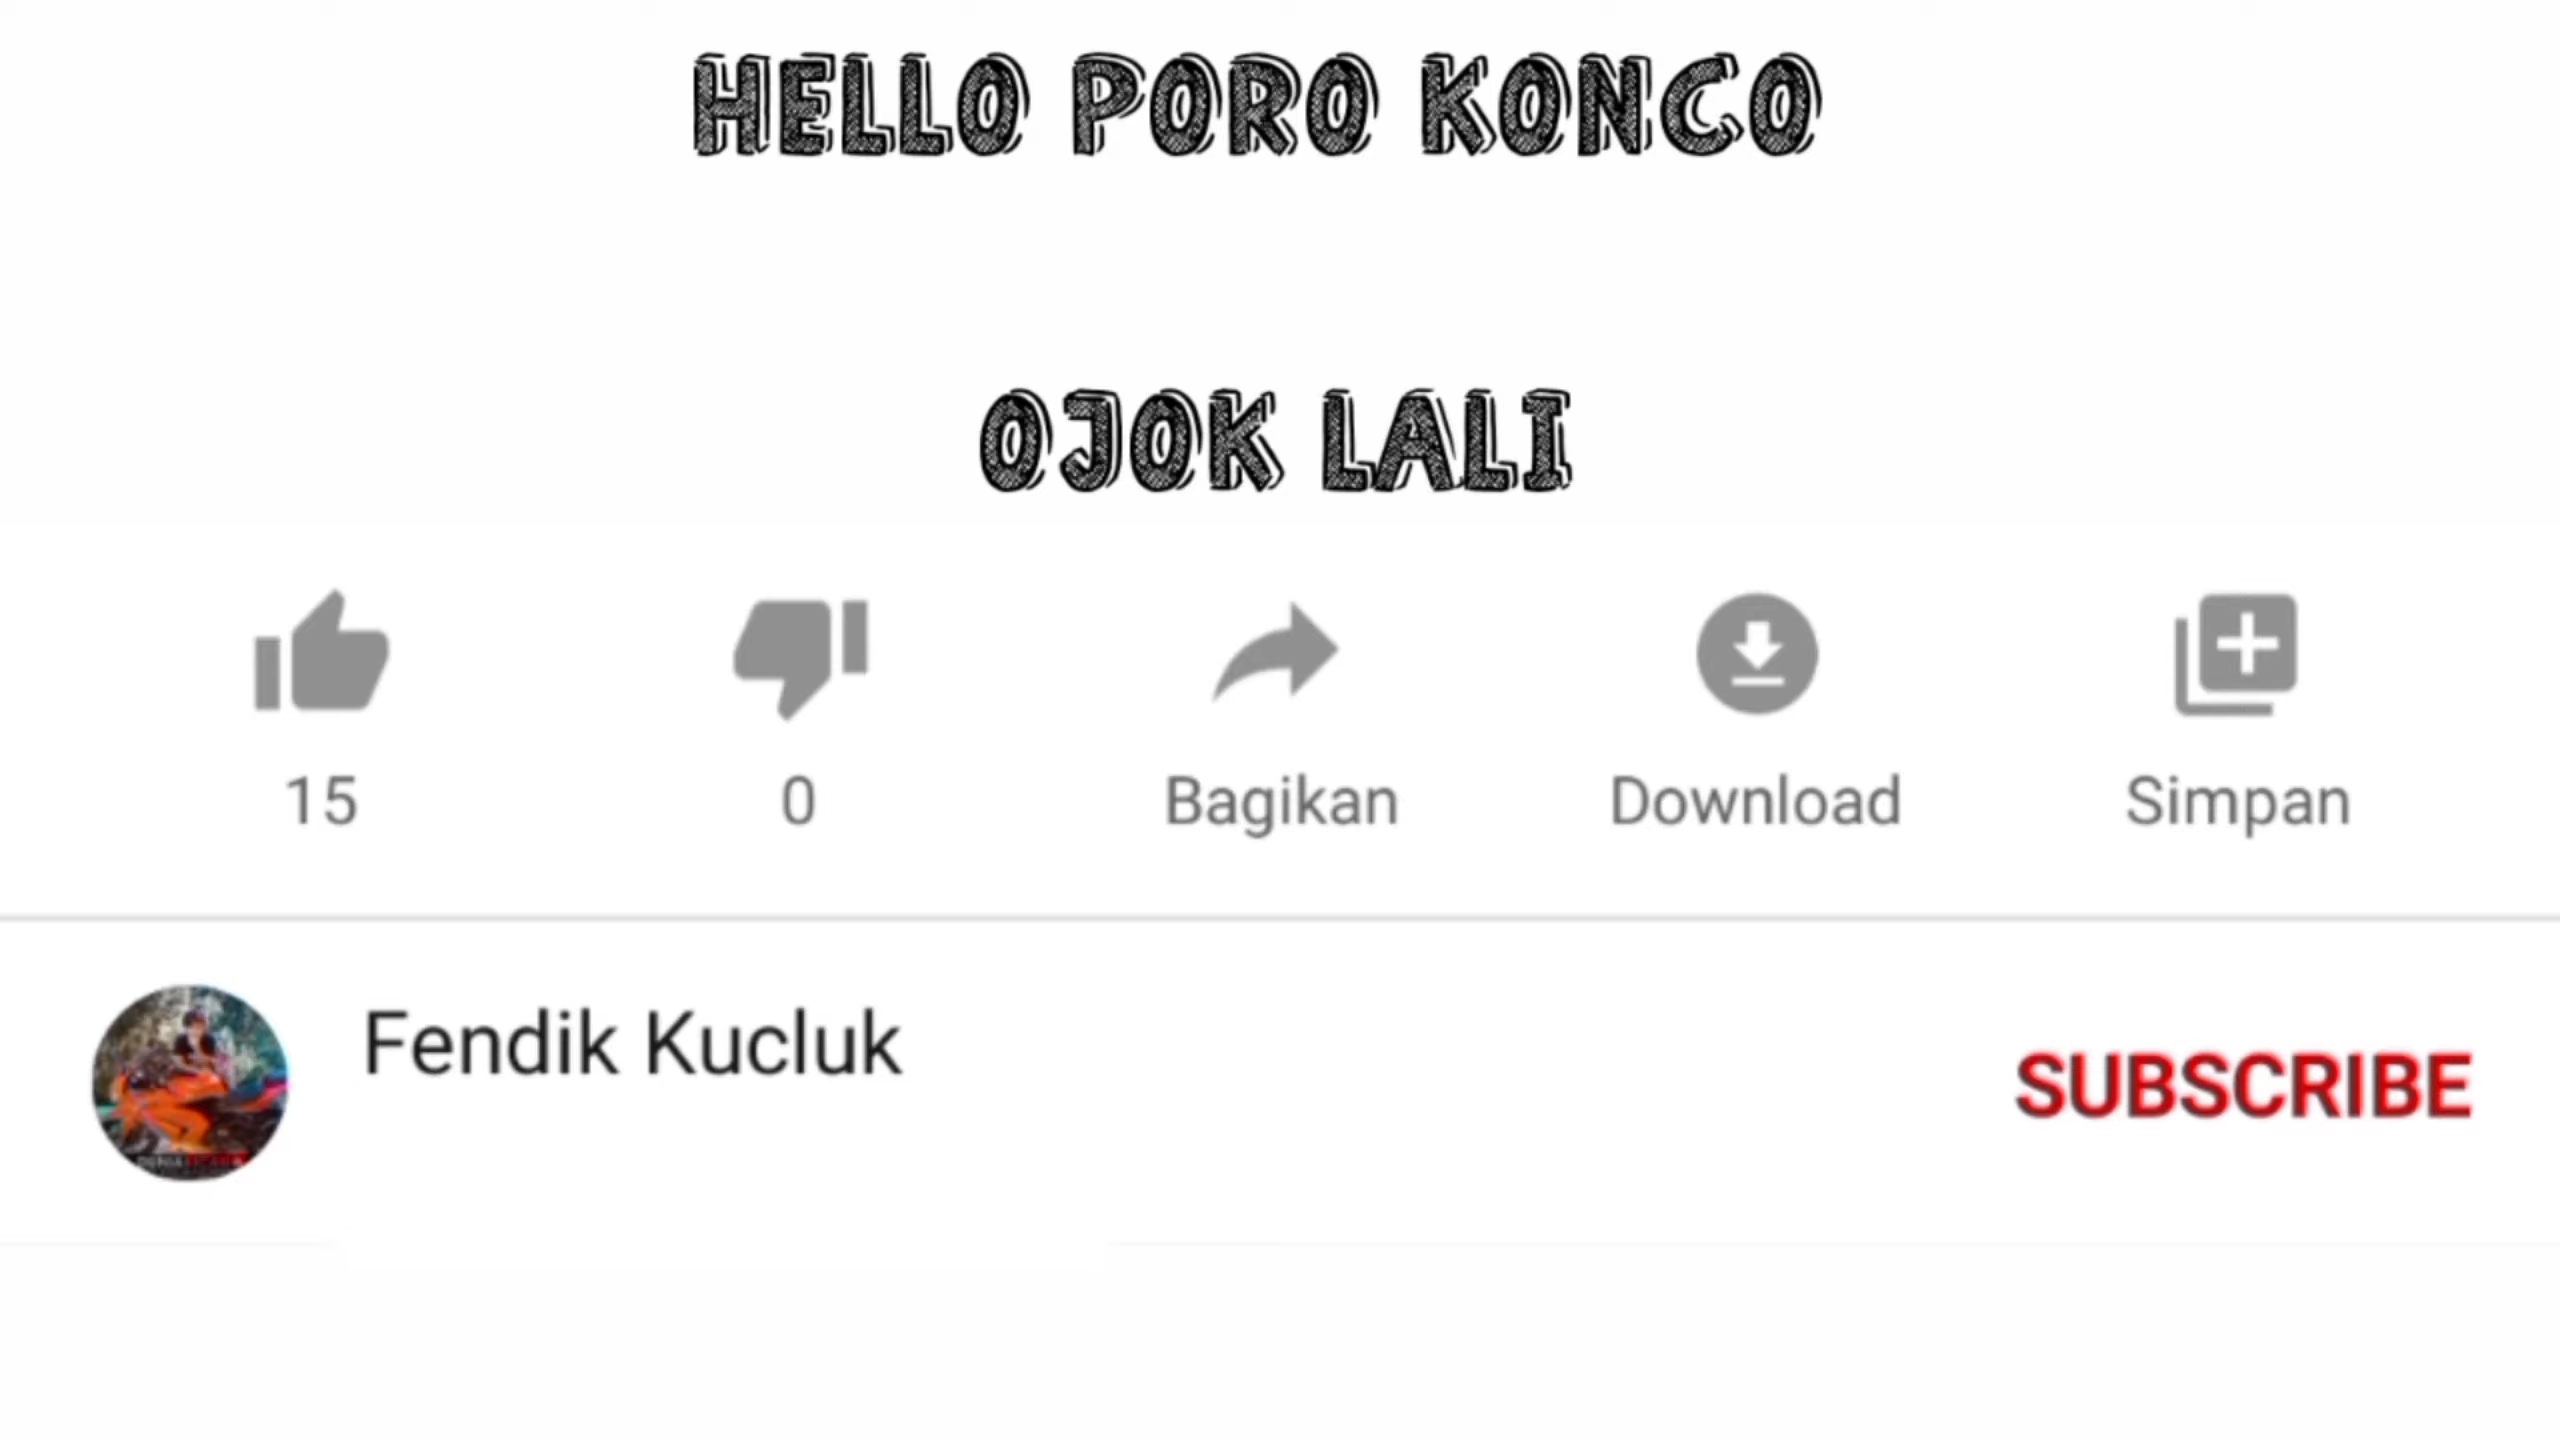 HELLO PORO KONCO
OJOK LALI
15 0 Bagikan Download Simpan
Fendik Kucluk
SUBSCRIBE